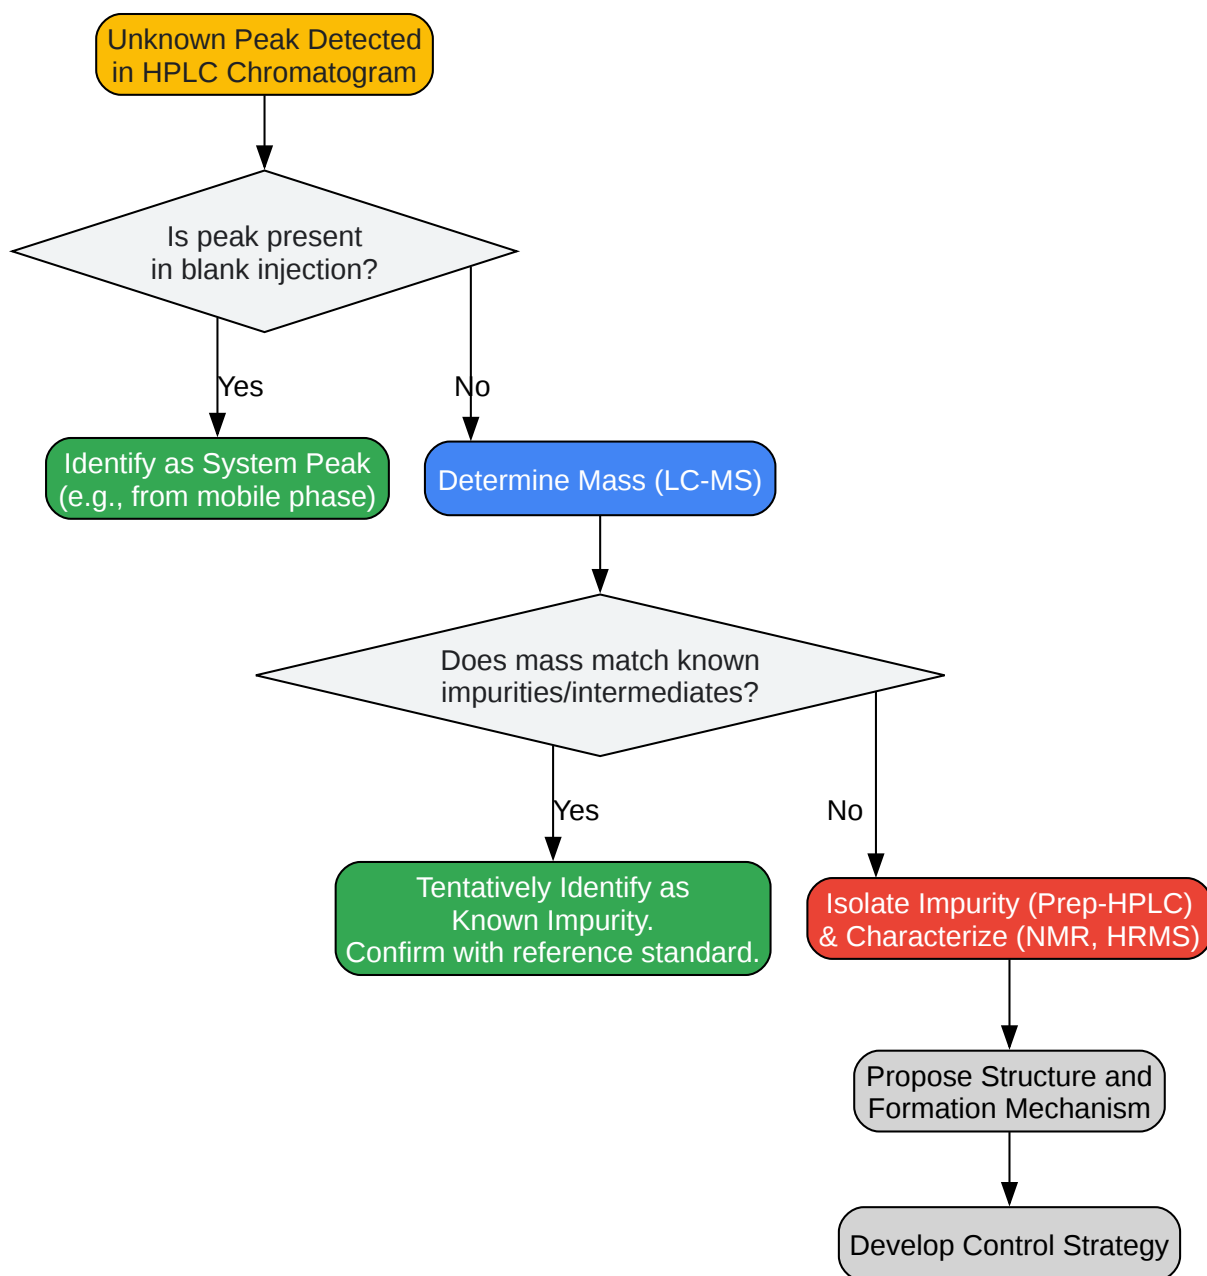 Unknown Peak Detected
in HPLC Chromatogram
Is peak present
in blank injection?
Yes
No
Identify as System Peak
(e.g., from mobile phase)
Determine Mass (LC-MS)
Does mass match known
impurities/intermediates?
Yes
No
Tentatively Identify as
Known Impurity.
Confirm with reference standard.
Isolate Impurity (Prep-HPLC)
& Characterize (NMR, HRMS)
Propose Structure and
Formation Mechanism
Develop Control Strategy